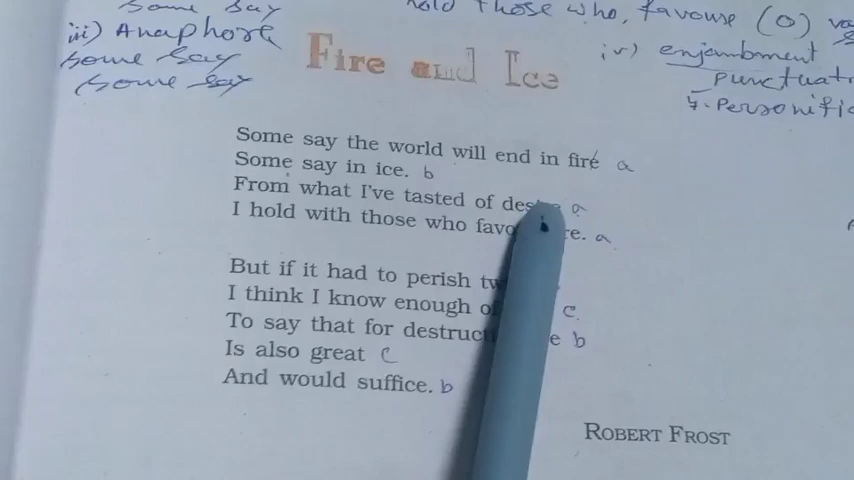 some say
hold those who, favouse (o)
iii) Anaphora
some say
some say
iv) enjambment
punctuat
4. Personific
Fire and Ice
Some say the world will end in fire a
Some say in ice. b
From what I've tasted of des a
I hold with those who favo re. a
But if it had to perish tw
I think I know enough o c
To say that for destruct e b
Is also great c
And would suffice. b
ROBERT FROST